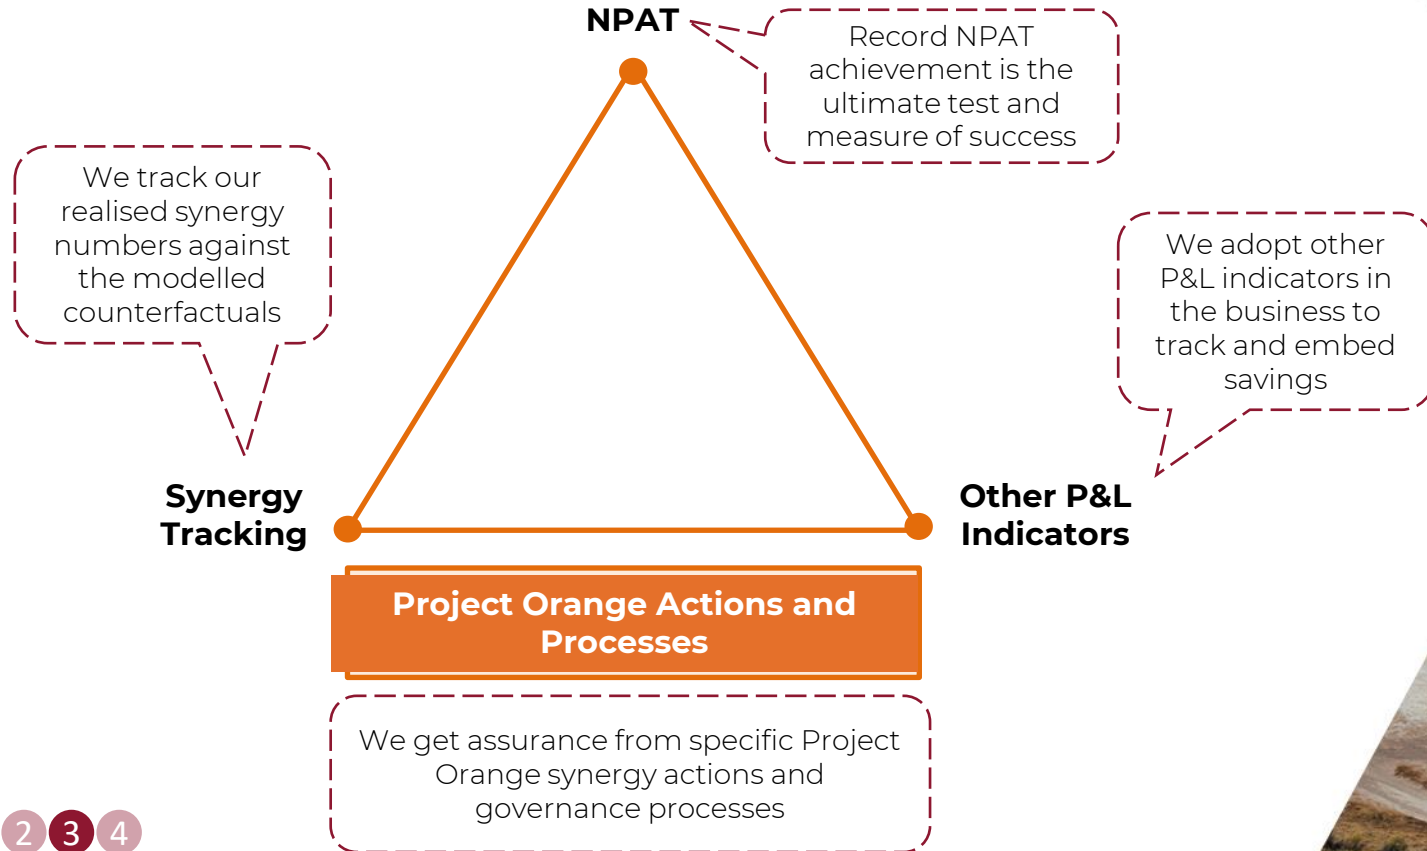 NPAT
Record NPAT
achievement is the
ultimate test and
measure of success
We track our
realised synergy
numbers against
the modelled
counterfactuals
We adopt other
P&L indicators in
the business to
track and embed
savings
Synergy
Tracking
Other P&L
Indicators
Project Orange Actions and
Processes
We get assurance from specific Project
Orange synergy actions and
governance processes
2 3 4